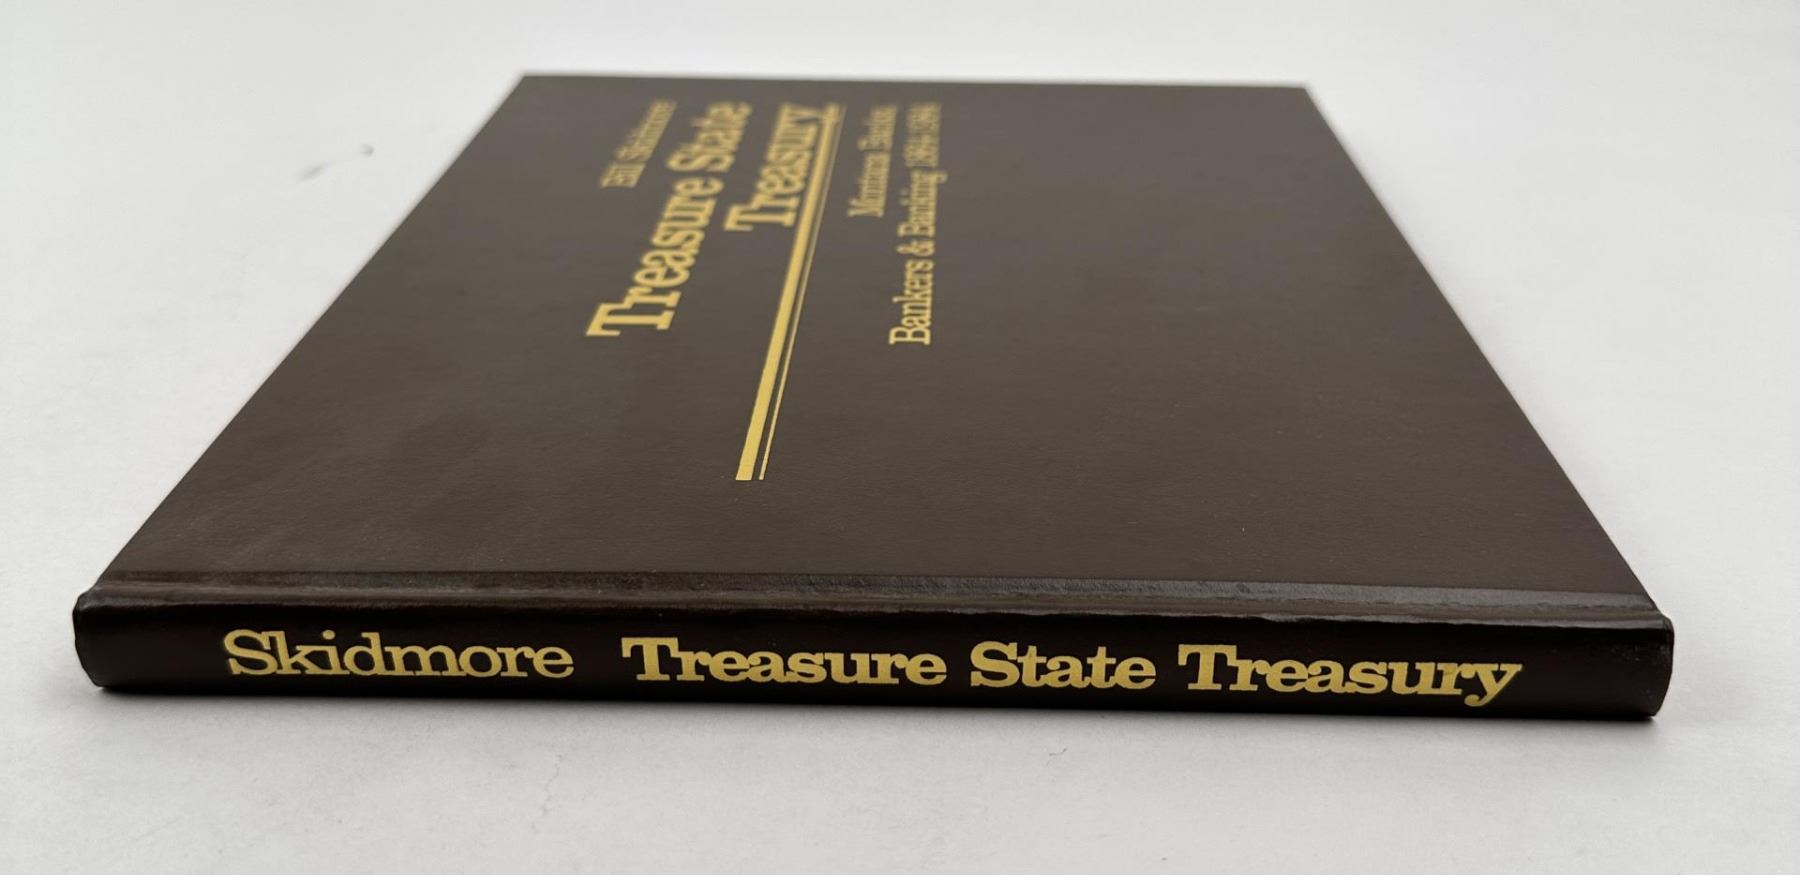 Bill Skidmore
Treasure State
Treasury
Montana Banks
Bankers & Banking 1864-1984
Skidmore Treasure State Treasury